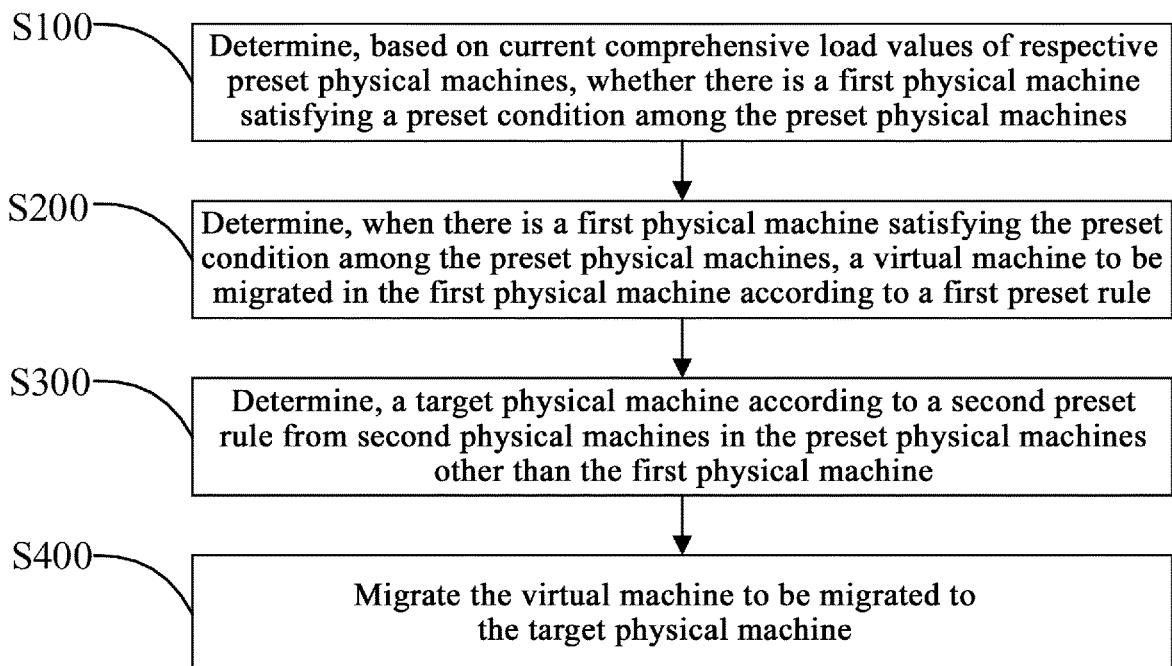 S100
Determine, based on current comprehensive load values of respective
preset physical machines, whether there is a first physical machine
satisfying a preset condition among the preset physical machines
S200
Determine, when there is a first physical machine satisfying the preset
condition among the preset physical machines, a virtual machine to be
migrated in the first physical machine according to a first preset rule
S300
Determine, a target physical machine according to a second preset
rule from second physical machines in the preset physical machines
other than the first physical machine
S400
Migrate the virtual machine to be migrated to
the target physical machine